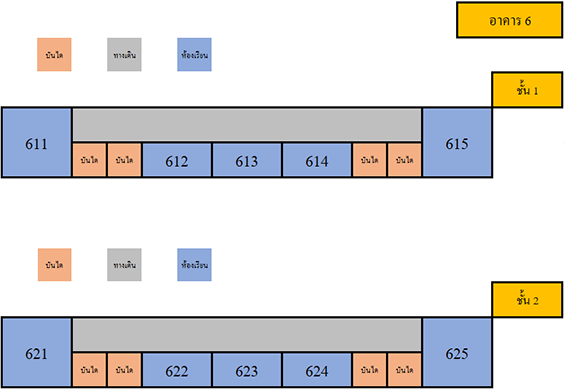 อาคาร 6
บันได ทางเดิน ห้องเรียน
ชั้น 1
611 615
บันได บันได 612 613 614 บันได บันได
บันได ทางเดิน ห้องเรียน
ชั้น 2
621 625
บันได บันได 622 623 624 บันได บันได